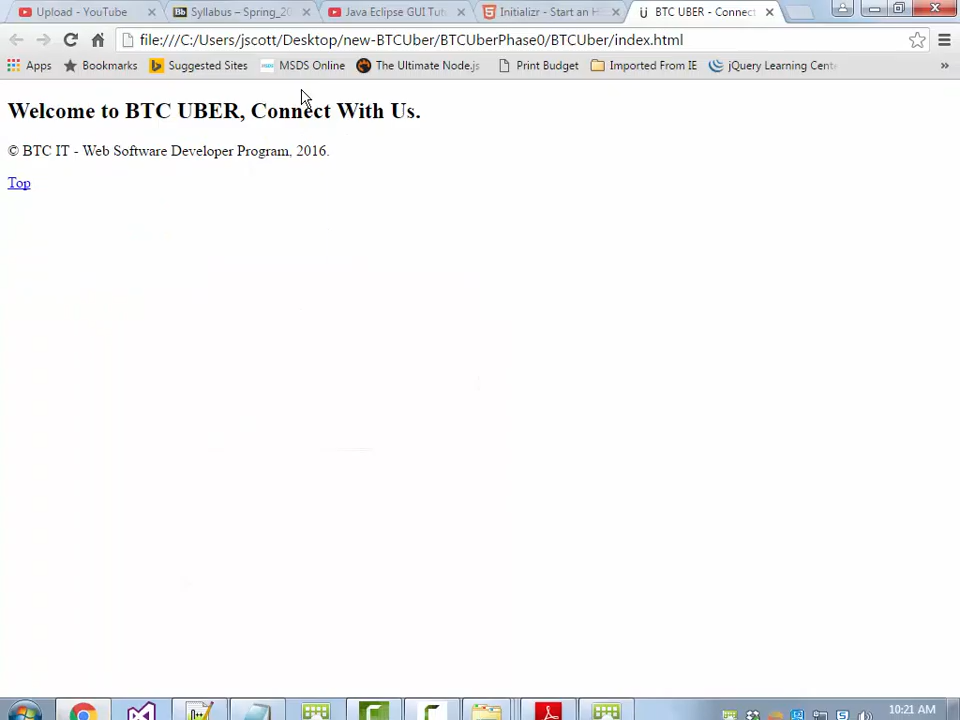 Upload - YouTube
Bb Syllabus – Spring_20
Java Eclipse GUI Tut
Initializr - Start an H
BTC UBER - Connect
file:///C:/Users/jscott/Desktop/new-BTCUber/BTCUberPhase0/BTCUber/index.html
Apps Bookmarks Suggested Sites MSDS Online The Ultimate Node.js Print Budget Imported From IE jQuery Learning Cente »
Welcome to BTC UBER, Connect With Us.
© BTC IT - Web Software Developer Program, 2016.
Top
10:21 AM